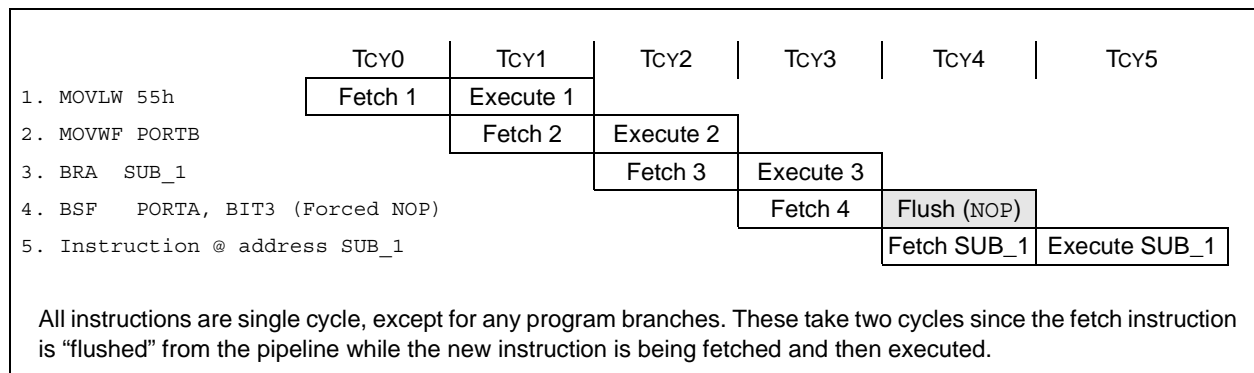 TCY0 TCY1 TCY2 TCY3 TCY4 TCY5
1. MOVLW 55h Fetch 1 Execute 1
2. MOVWF PORTB Fetch 2 Execute 2
3. BRA SUB_1 Fetch 3 Execute 3
4. BSF PORTA, BIT3 (Forced NOP) Fetch 4 Flush (NOP)
5. Instruction @ address SUB_1 Fetch SUB_1 Execute SUB_1
All instructions are single cycle, except for any program branches. These take two cycles since the fetch instruction
is “flushed” from the pipeline while the new instruction is being fetched and then executed.